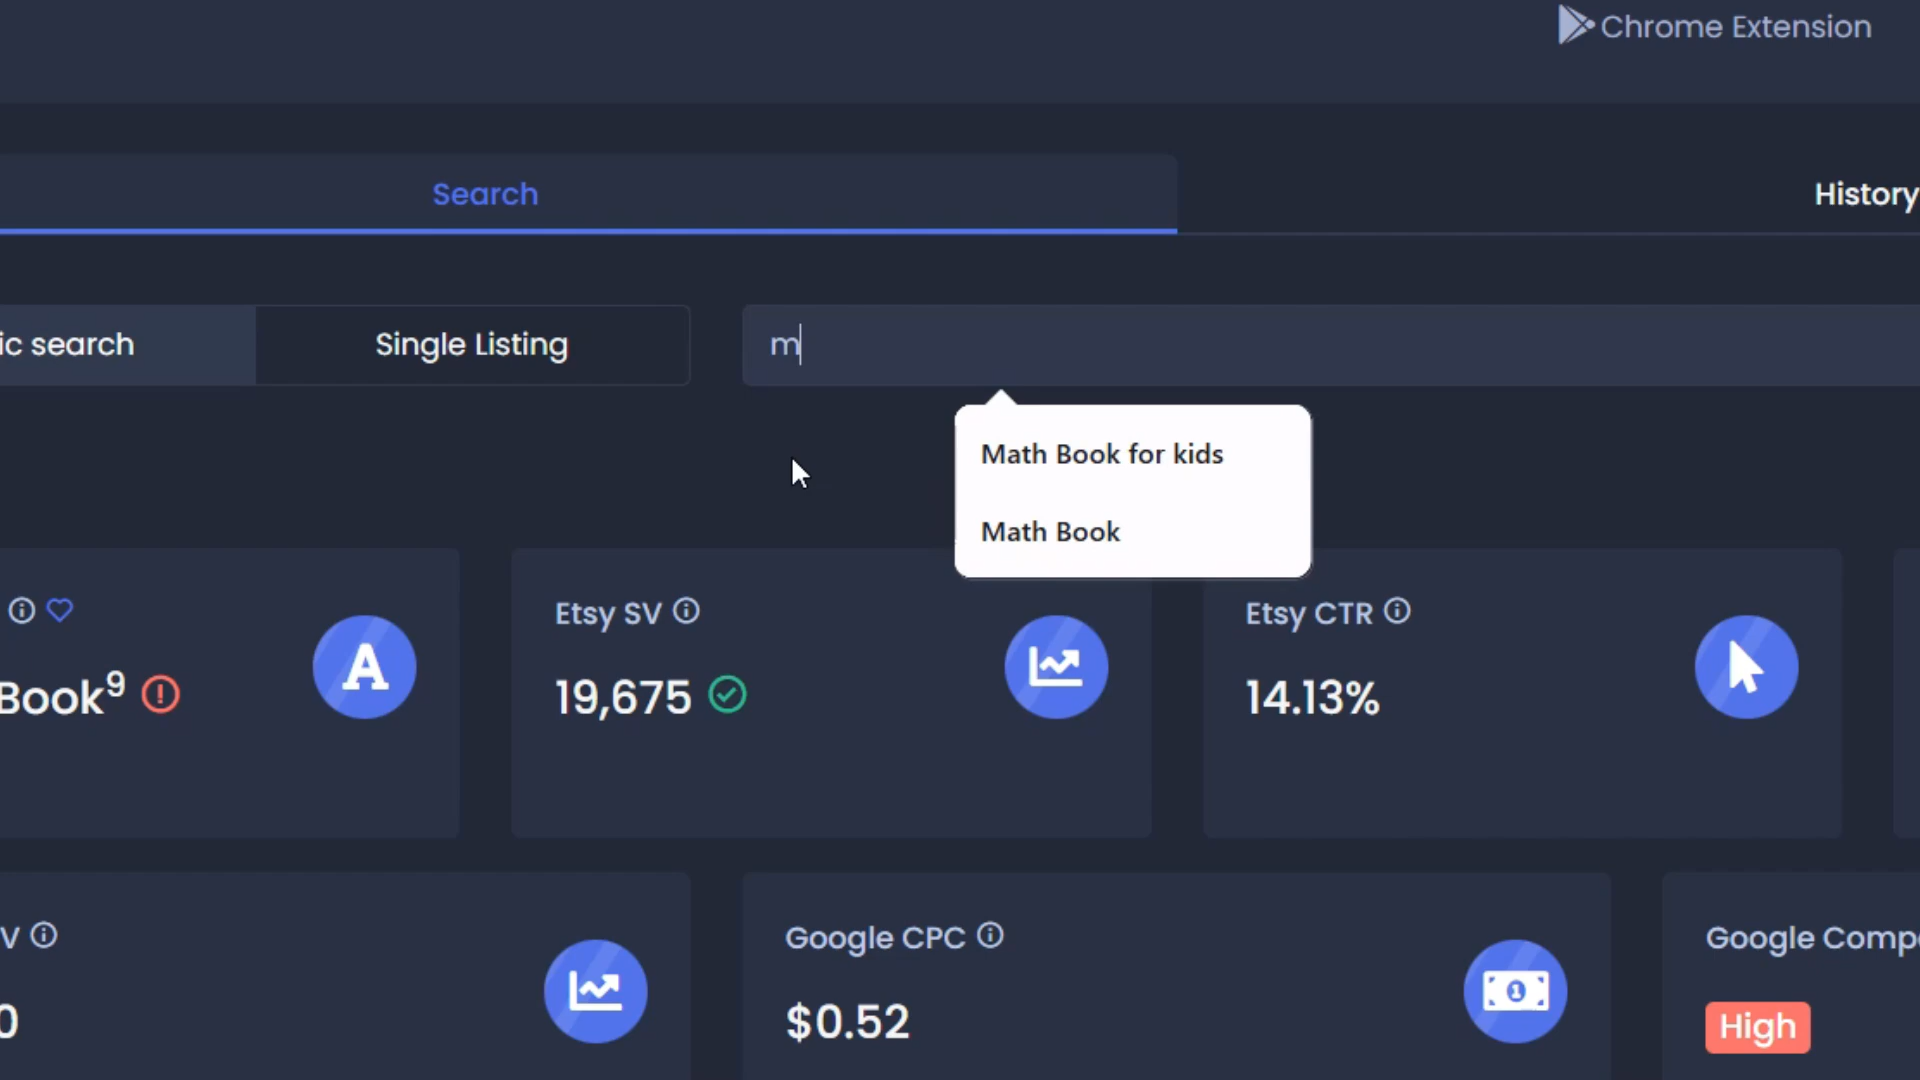 Chrome Extension
Search
History
ic search
Single Listing
m
Math Book for kids
Math Book
Etsy SV
Etsy CTR
A
Book9
19,675
14.13%
V
Google CPC
Google Comp
0
$0.52
1
High